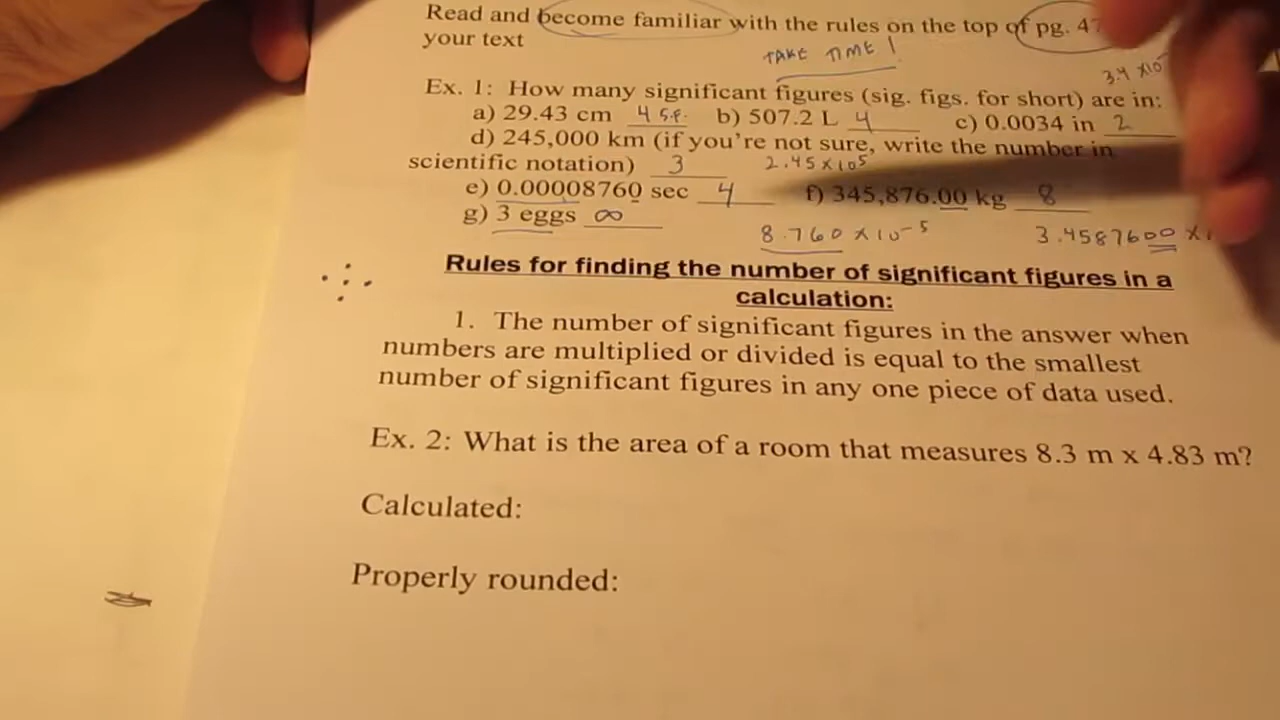 Read and become familiar with the rules on the top of pg. 47
your text
TAKE TIME!
3.4 x10
Ex. 1: How many significant figures (sig. figs. for short) are in:
a) 29.43 cm 4 s.f. b) 507.2 L 4 c) 0.0034 in 2
d) 245,000 km (if you're not sure, write the number in
scientific notation) 3 2.45 x 10⁵
e) 0.00008760 sec 4 f) 345,876.00 kg 8
g) 3 eggs ∞
8.760 x 10⁻⁵ 3.4587600 x
Rules for finding the number of significant figures in a
calculation:
1. The number of significant figures in the answer when
numbers are multiplied or divided is equal to the smallest
number of significant figures in any one piece of data used.
Ex. 2: What is the area of a room that measures 8.3 m x 4.83 m?
Calculated:
Properly rounded: